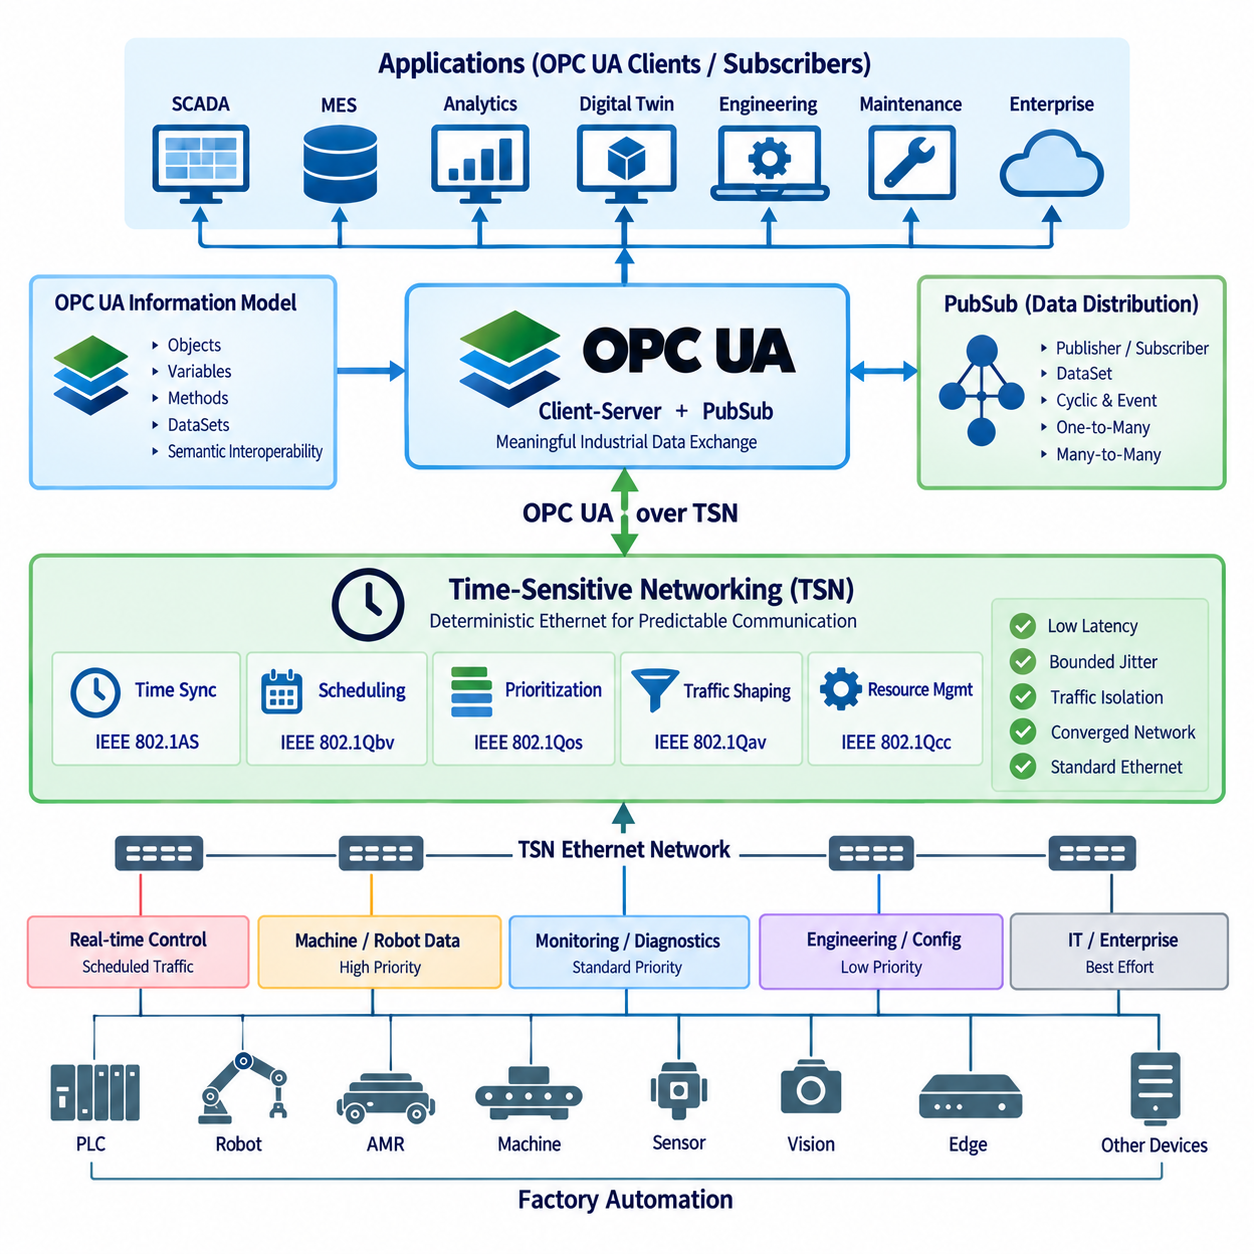 Applications (OPC UA Clients / Subscribers)
SCADA
MES
Analytics
Digital Twin
Engineering
Maintenance
Enterprise
OPC UA Information Model
Objects
Variables
Methods
DataSets
Semantic Interoperability
OPC UA
Client-Server + PubSub
Meaningful Industrial Data Exchange
PubSub (Data Distribution)
Publisher / Subscriber
DataSet
Cyclic & Event
One-to-Many
Many-to-Many
OPC UA over TSN
Time-Sensitive Networking (TSN)
Deterministic Ethernet for Predictable Communication
Time Sync
IEEE 802.1AS
Scheduling
IEEE 802.1Qbv
Prioritization
IEEE 802.1Qos
Traffic Shaping
IEEE 802.1Qav
Resource Mgmt
IEEE 802.1Qcc
Low Latency
Bounded Jitter
Traffic Isolation
Converged Network
Standard Ethernet
TSN Ethernet Network
Real-time Control
Scheduled Traffic
Machine / Robot Data
High Priority
Monitoring / Diagnostics
Standard Priority
Engineering / Config
Low Priority
IT / Enterprise
Best Effort
PLC
Robot
AMR
Machine
Sensor
Vision
Edge
Other Devices
Factory Automation